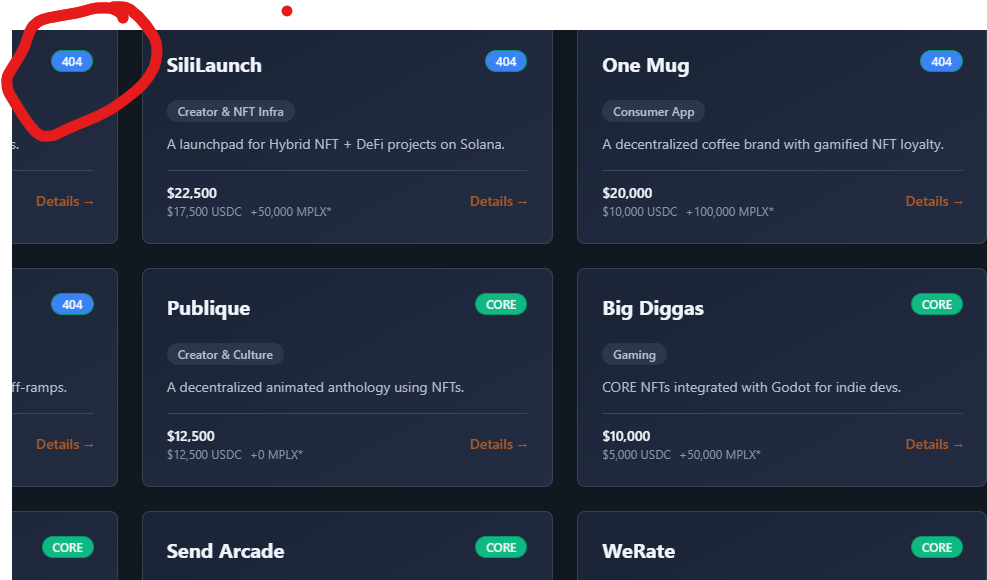 404
s.
Details →
SiliLaunch
404
Creator & NFT Infra
A launchpad for Hybrid NFT + DeFi projects on Solana.
$22,500
$17,500 USDC +50,000 MPLX*
Details →
One Mug
404
Consumer App
A decentralized coffee brand with gamified NFT loyalty.
$20,000
$10,000 USDC +100,000 MPLX*
Details →
404
ff-ramps.
Details →
Publique
CORE
Creator & Culture
A decentralized animated anthology using NFTs.
$12,500
$12,500 USDC +0 MPLX*
Details →
Big Diggas
CORE
Gaming
CORE NFTs integrated with Godot for indie devs.
$10,000
$5,000 USDC +50,000 MPLX*
Details →
CORE
Send Arcade
CORE
WeRate
CORE